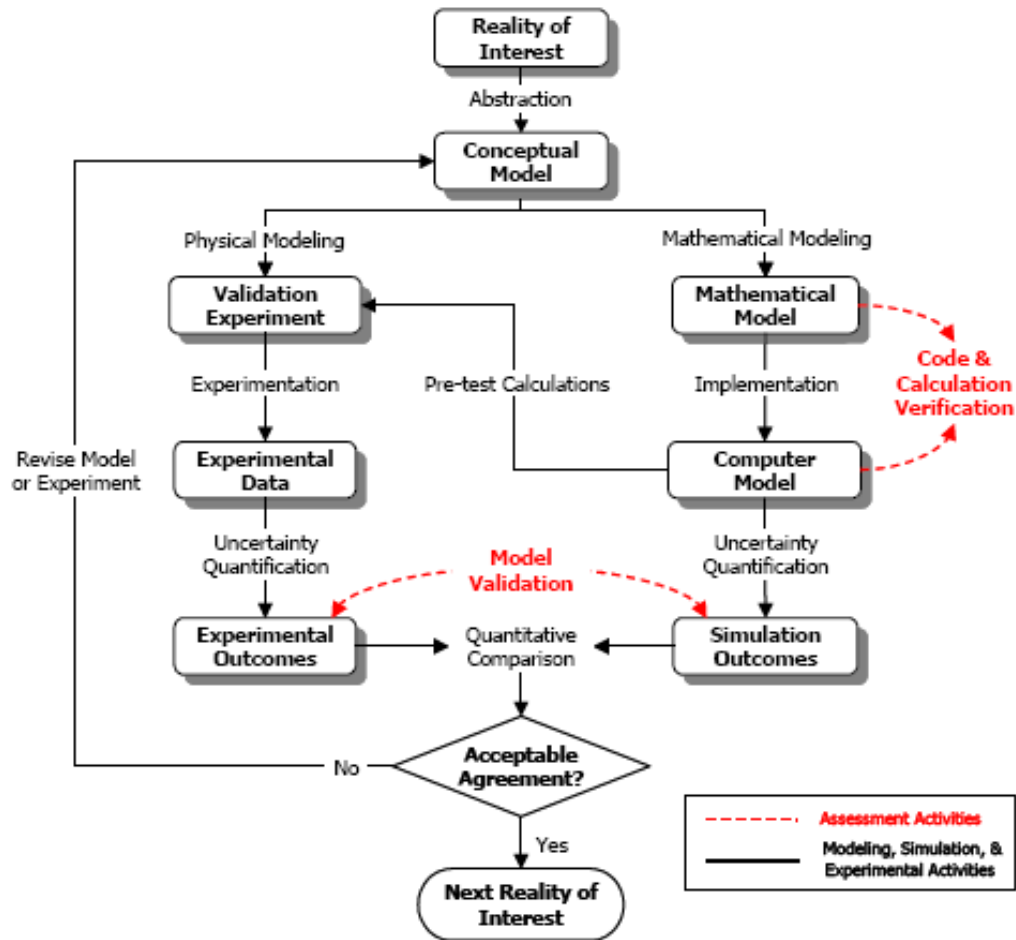 Reality of
Interest
Abstraction
Conceptual
Model
Physical Modeling
Mathematical Modeling
Validation
Experiment
Mathematical
Model
Code &
Calculation
Verification
Experimentation
Pre-test Calculations
Implementation
Revise Model
or Experiment
Experimental
Data
Computer
Model
Uncertainty
Quantification
Model
Validation
Uncertainty
Quantification
Experimental
Outcomes
Quantitative
Comparison
Simulation
Outcomes
Acceptable
Agreement?
No
Yes
Next Reality of
Interest
Assessment Activities
Modeling, Simulation, &
Experimental Activities